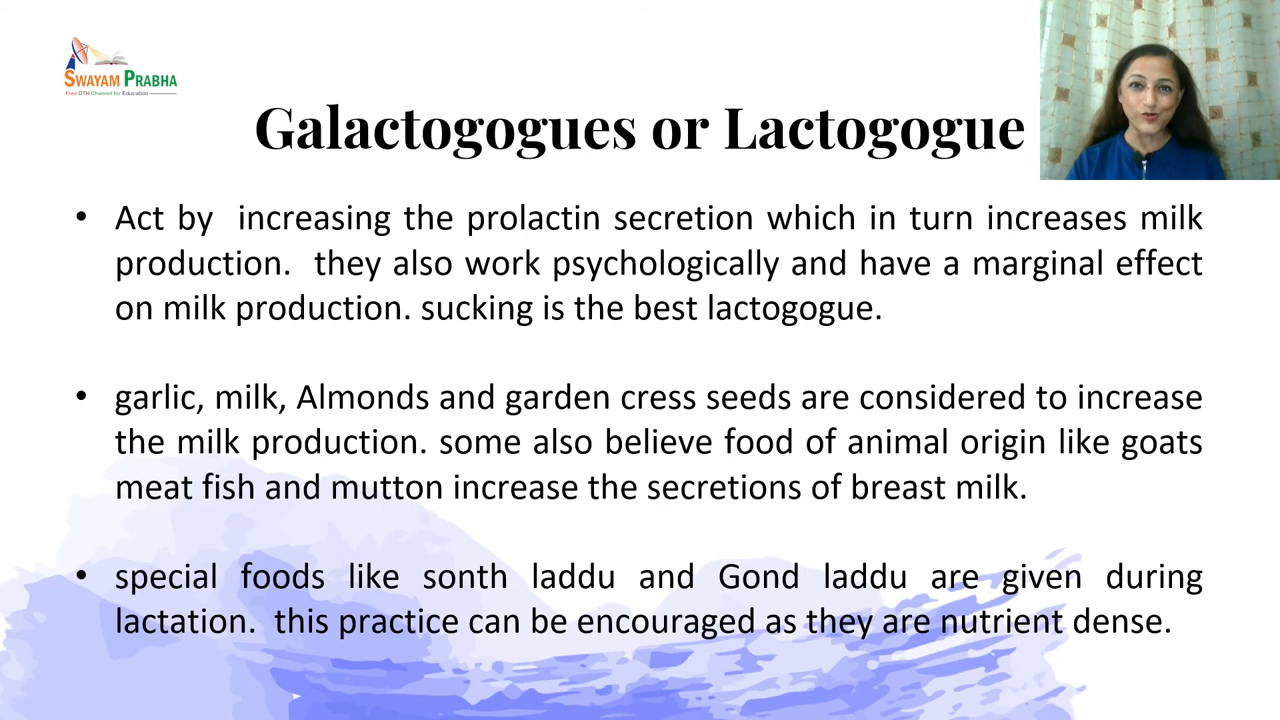 SWAYAM PRABHA
Free DTH Channel for Education
Galactogogues or Lactogogue
• Act by increasing the prolactin secretion which in turn increases milk
production. they also work psychologically and have a marginal effect
on milk production. sucking is the best lactogogue.
• garlic, milk, Almonds and garden cress seeds are considered to increase
the milk production. some also believe food of animal origin like goats
meat fish and mutton increase the secretions of breast milk.
• special foods like sonth laddu and Gond laddu are given during
lactation. this practice can be encouraged as they are nutrient dense.